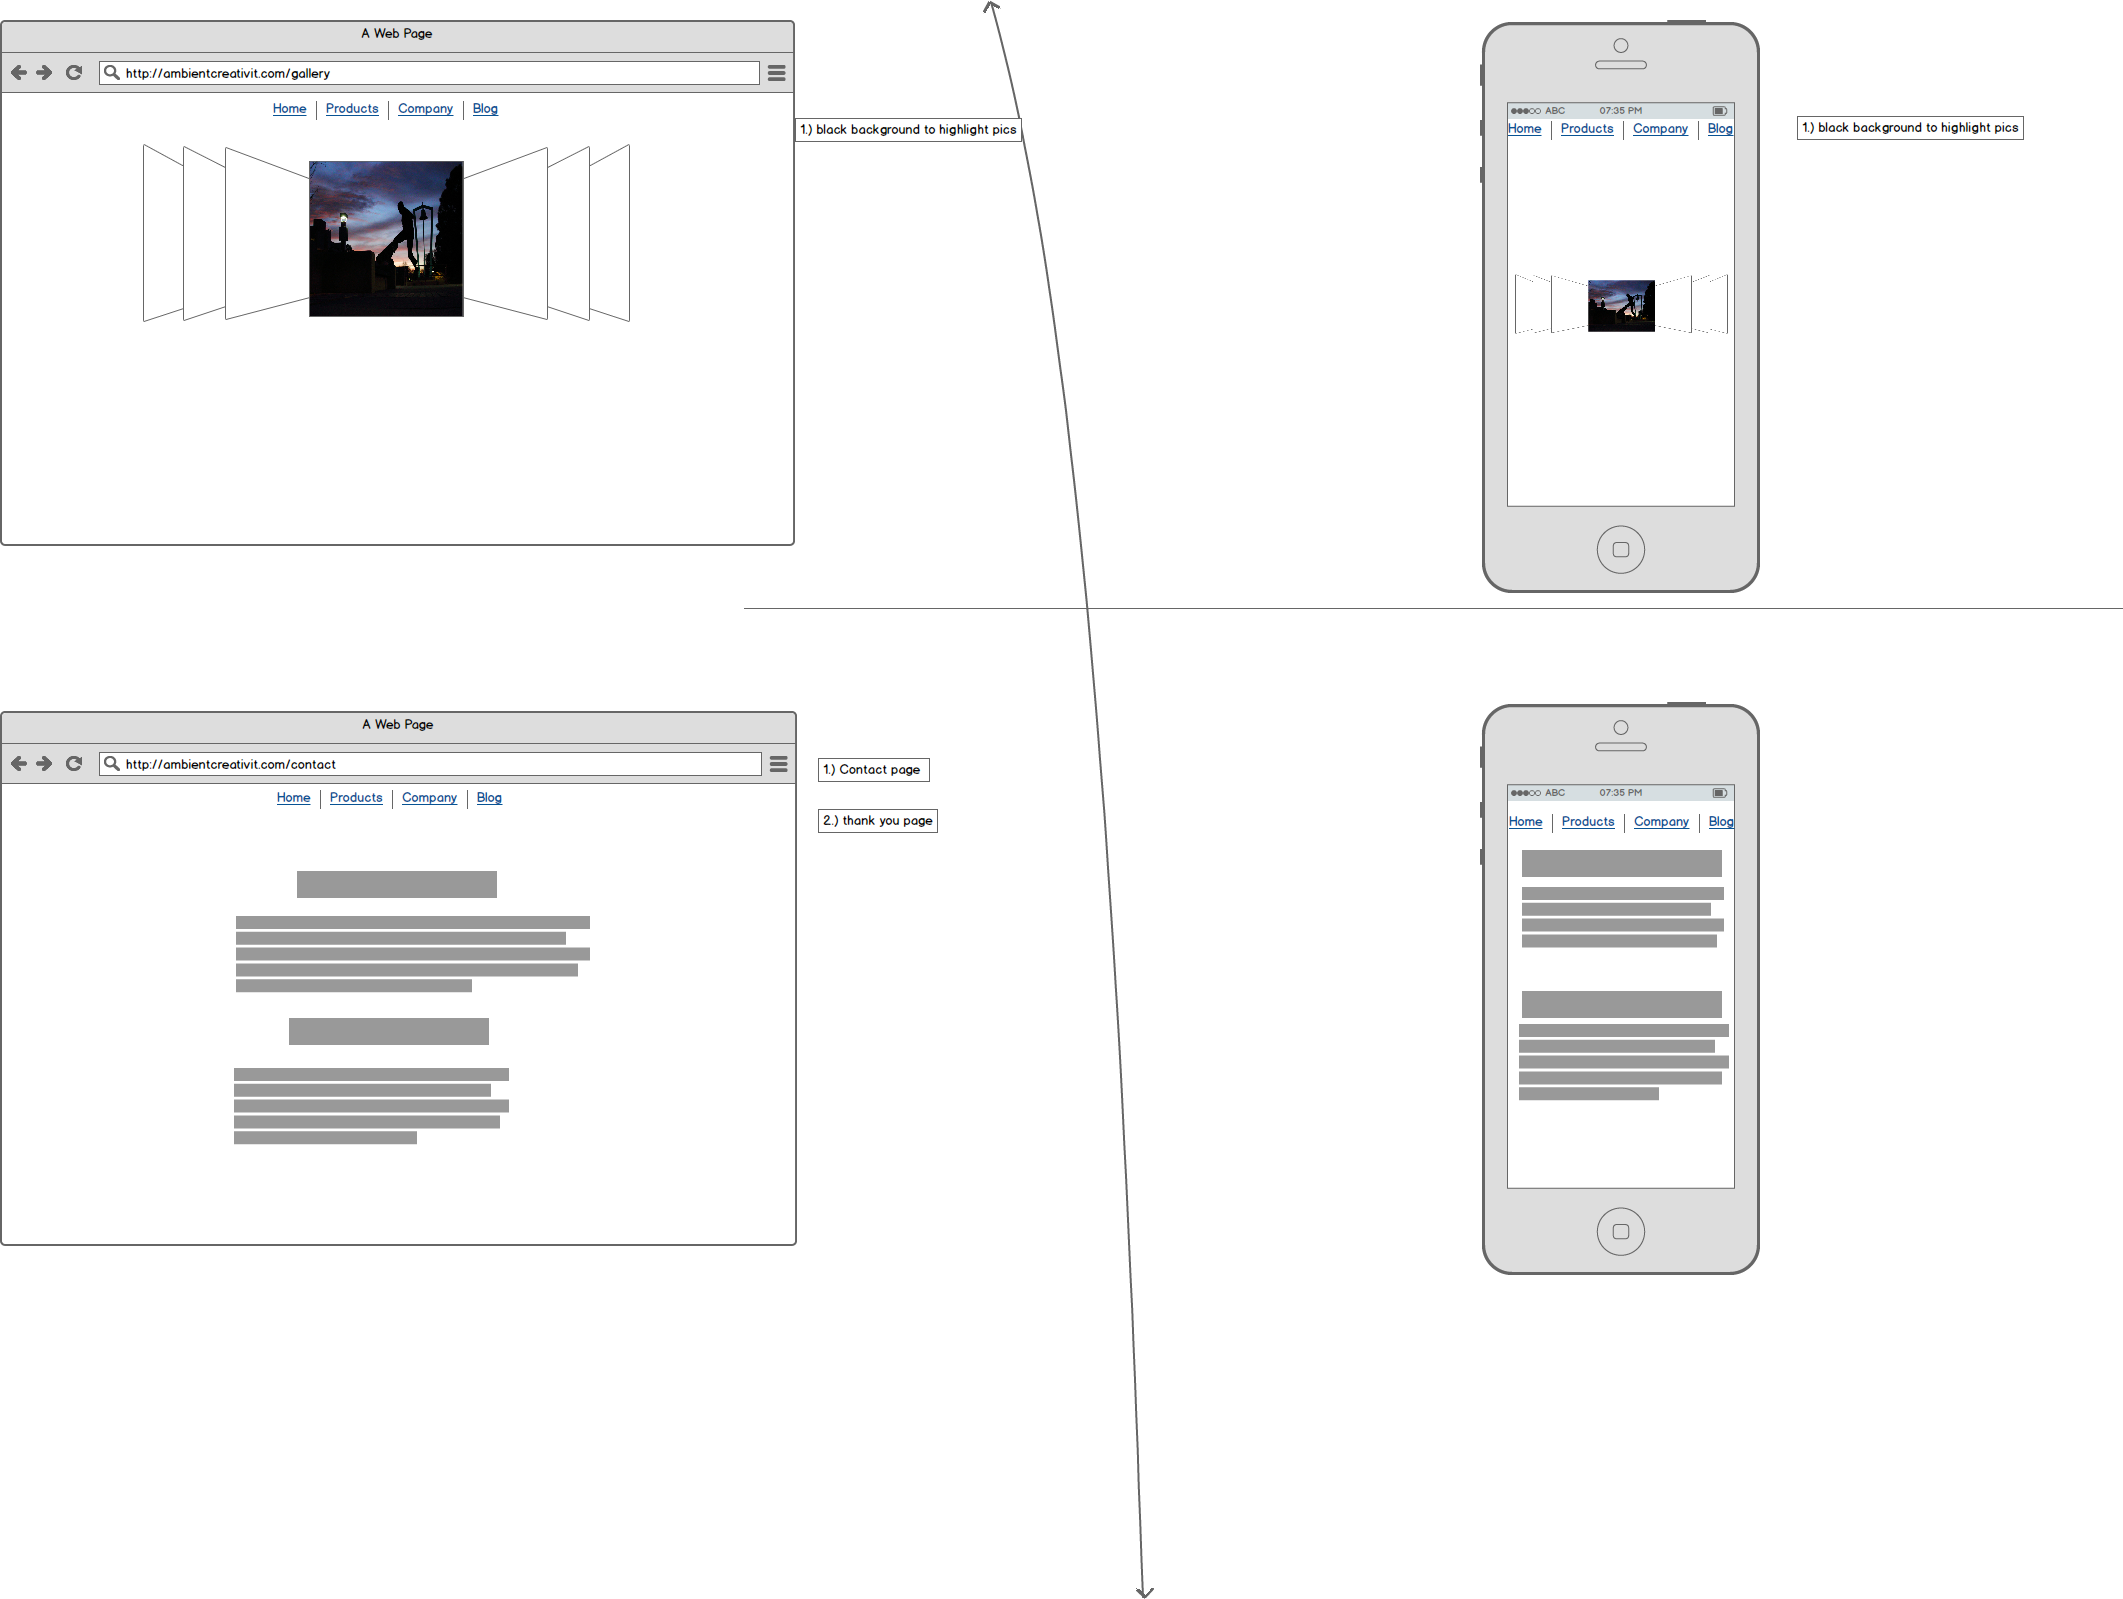 A Web Page
http://ambientcreativit.com/gallery
Home Products Company Blog
1.) black background to highlight pics
ABC 07:35 PM
Home Products Company Blog
1.) black background to highlight pics
A Web Page
http://ambientcreativit.com/contact
Home Products Company Blog
1.) Contact page
2.) thank you page
ABC 07:35 PM
Home Products Company Blog